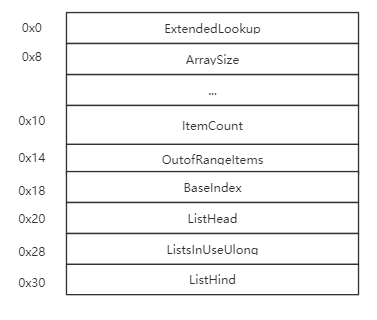 0x0 ExtendedLookup
0x8 ArraySize
...
0x10 ItemCount
0x14 OutofRangeItems
0x18 BaseIndex
0x20 ListHead
0x28 ListsInUseUlong
0x30 ListHind